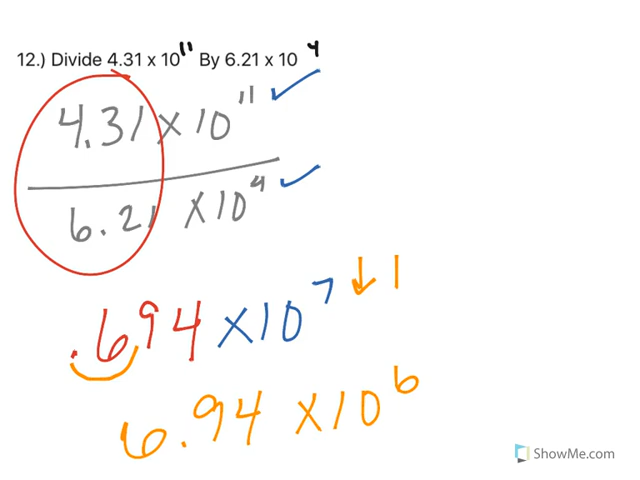 12.) Divide 4.31 x 10¹¹ By 6.21 x 10⁴
4.31 x 10¹¹
6.21 x 10⁴
.694 x 10⁷ ↓ 1
6.94 x 10⁶
ShowMe.com